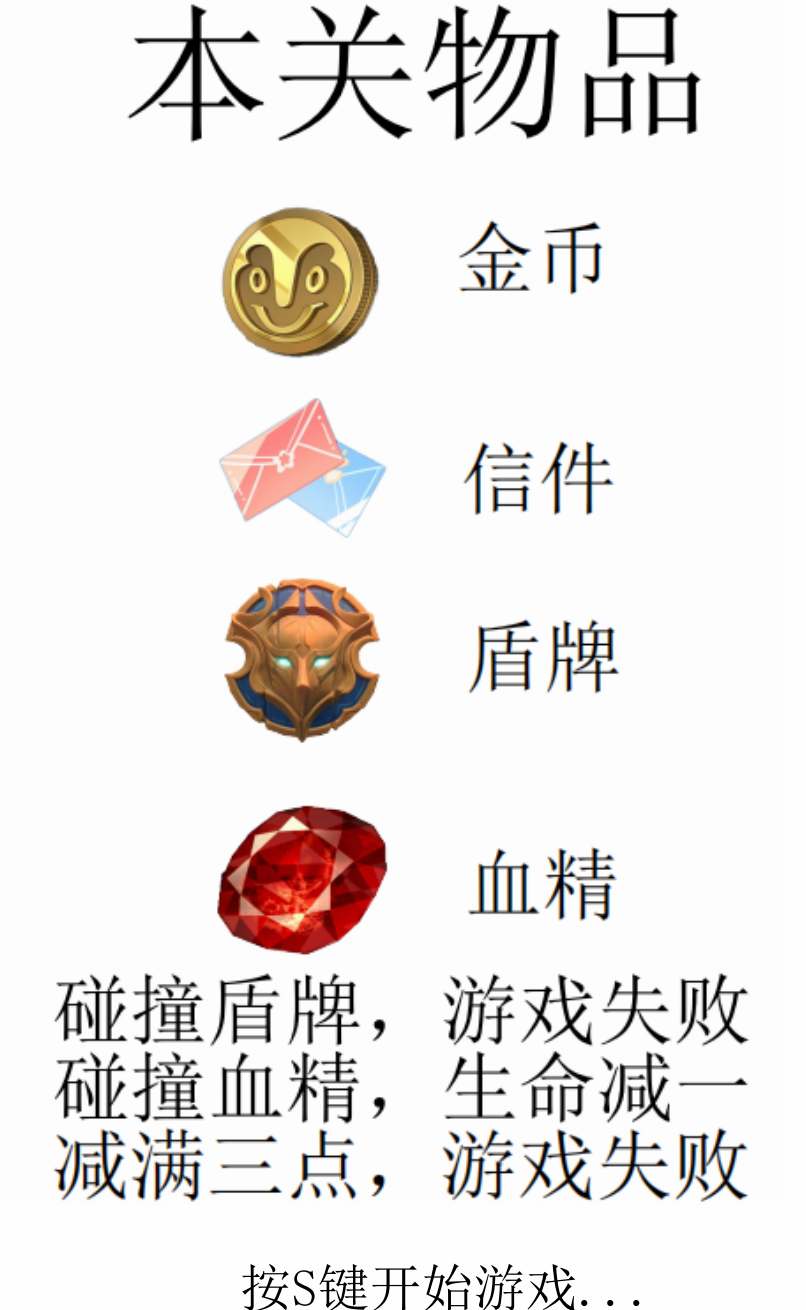 本关物品
金币
信件
盾牌
血精
碰撞盾牌，游戏失败
碰撞血精，生命减一
减满三点，游戏失败
按S键开始游戏...